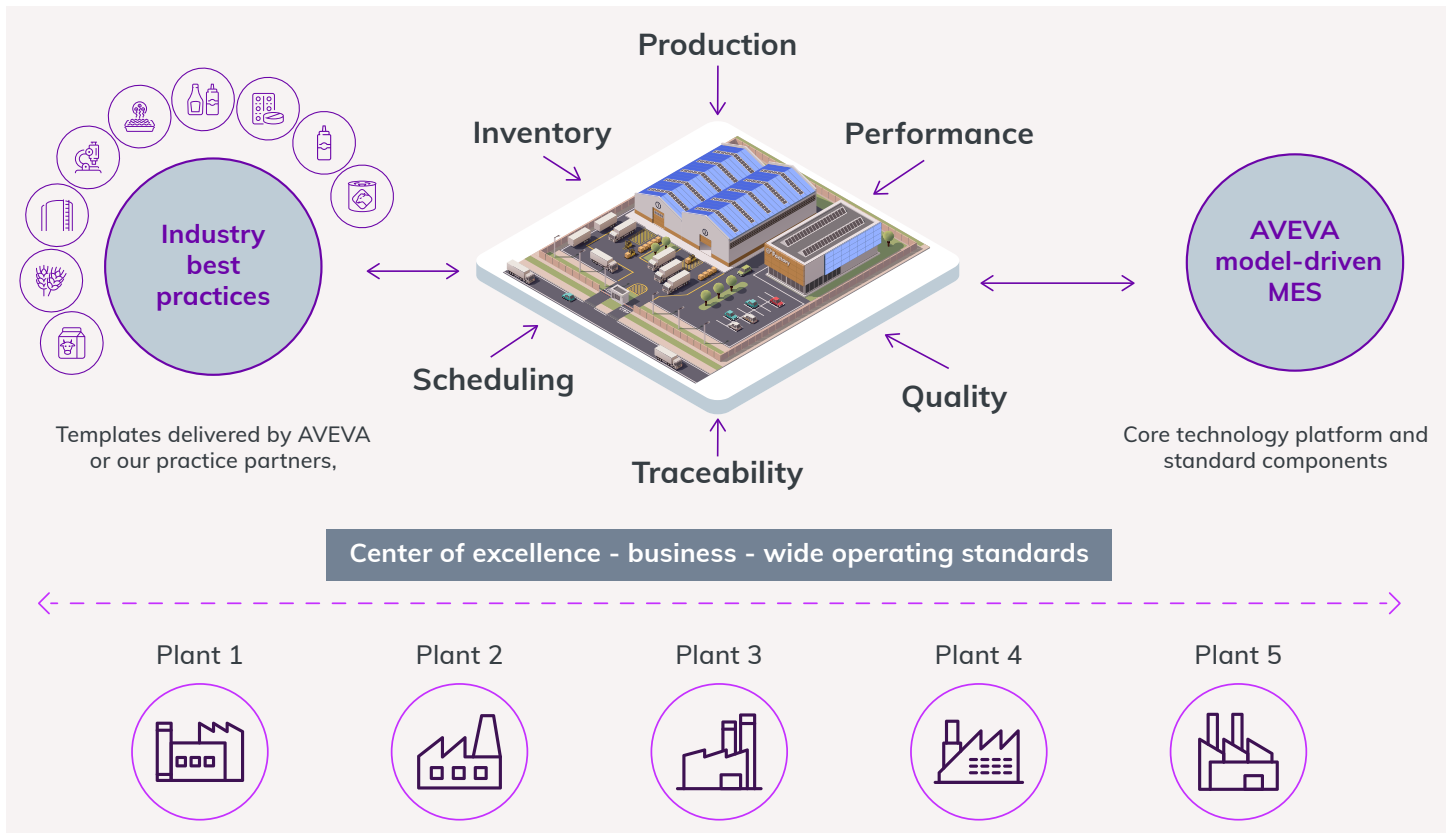 Production
Inventory
Performance
Industry
best
practices
AVEVA
model-driven
MES
Scheduling
Quality
Templates delivered by AVEVA
or our practice partners,
Core technology platform and
standard components
Traceability
Center of excellence - business - wide operating standards
Plant 1
Plant 2
Plant 3
Plant 4
Plant 5